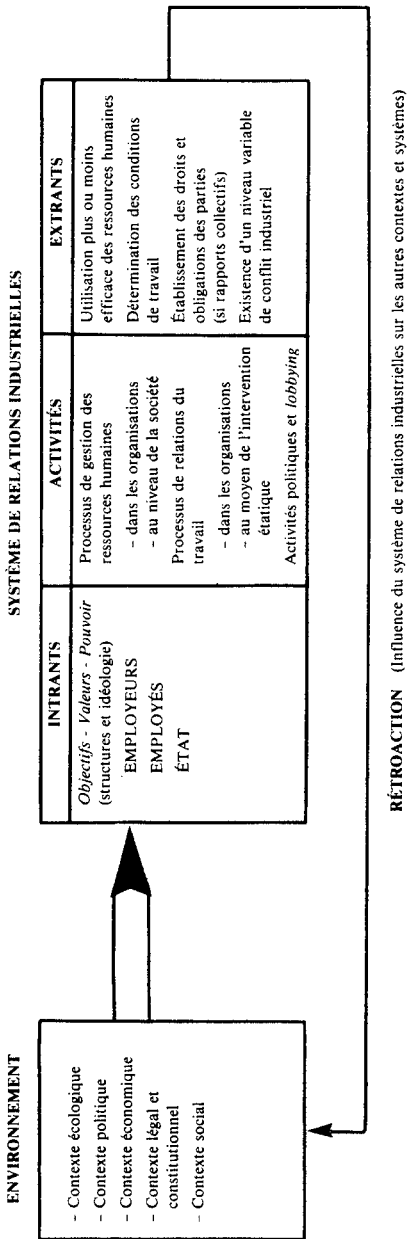 SYSTÈME DE RELATIONS INDUSTRIELLES
ENVIRONNEMENT
- Contexte écologique
- Contexte politique
- Contexte économique
- Contexte légal et
constitutionnel
- Contexte social
INTRANTS
Objectifs - Valeurs - Pouvoir
(structures et idéologie)
EMPLOYEURS
EMPLOYÉS
ÉTAT
ACTIVITÉS
Processus de gestion des
ressources humaines
- dans les organisations
- au niveau de la société
Processus de relations du
travail
- dans les organisations
- au moyen de l'intervention
étatique
Activités politiques et lobbying
EXTRANTS
Utilisation plus ou moins
efficace des ressources humaines
Détermination des conditions
de travail
Établissement des droits et
obligations des parties
(si rapports collectifs)
Existence d'un niveau variable
de conflit industriel
RÉTROACTION (Influence du système de relations industrielles sur les autres contextes et systèmes)